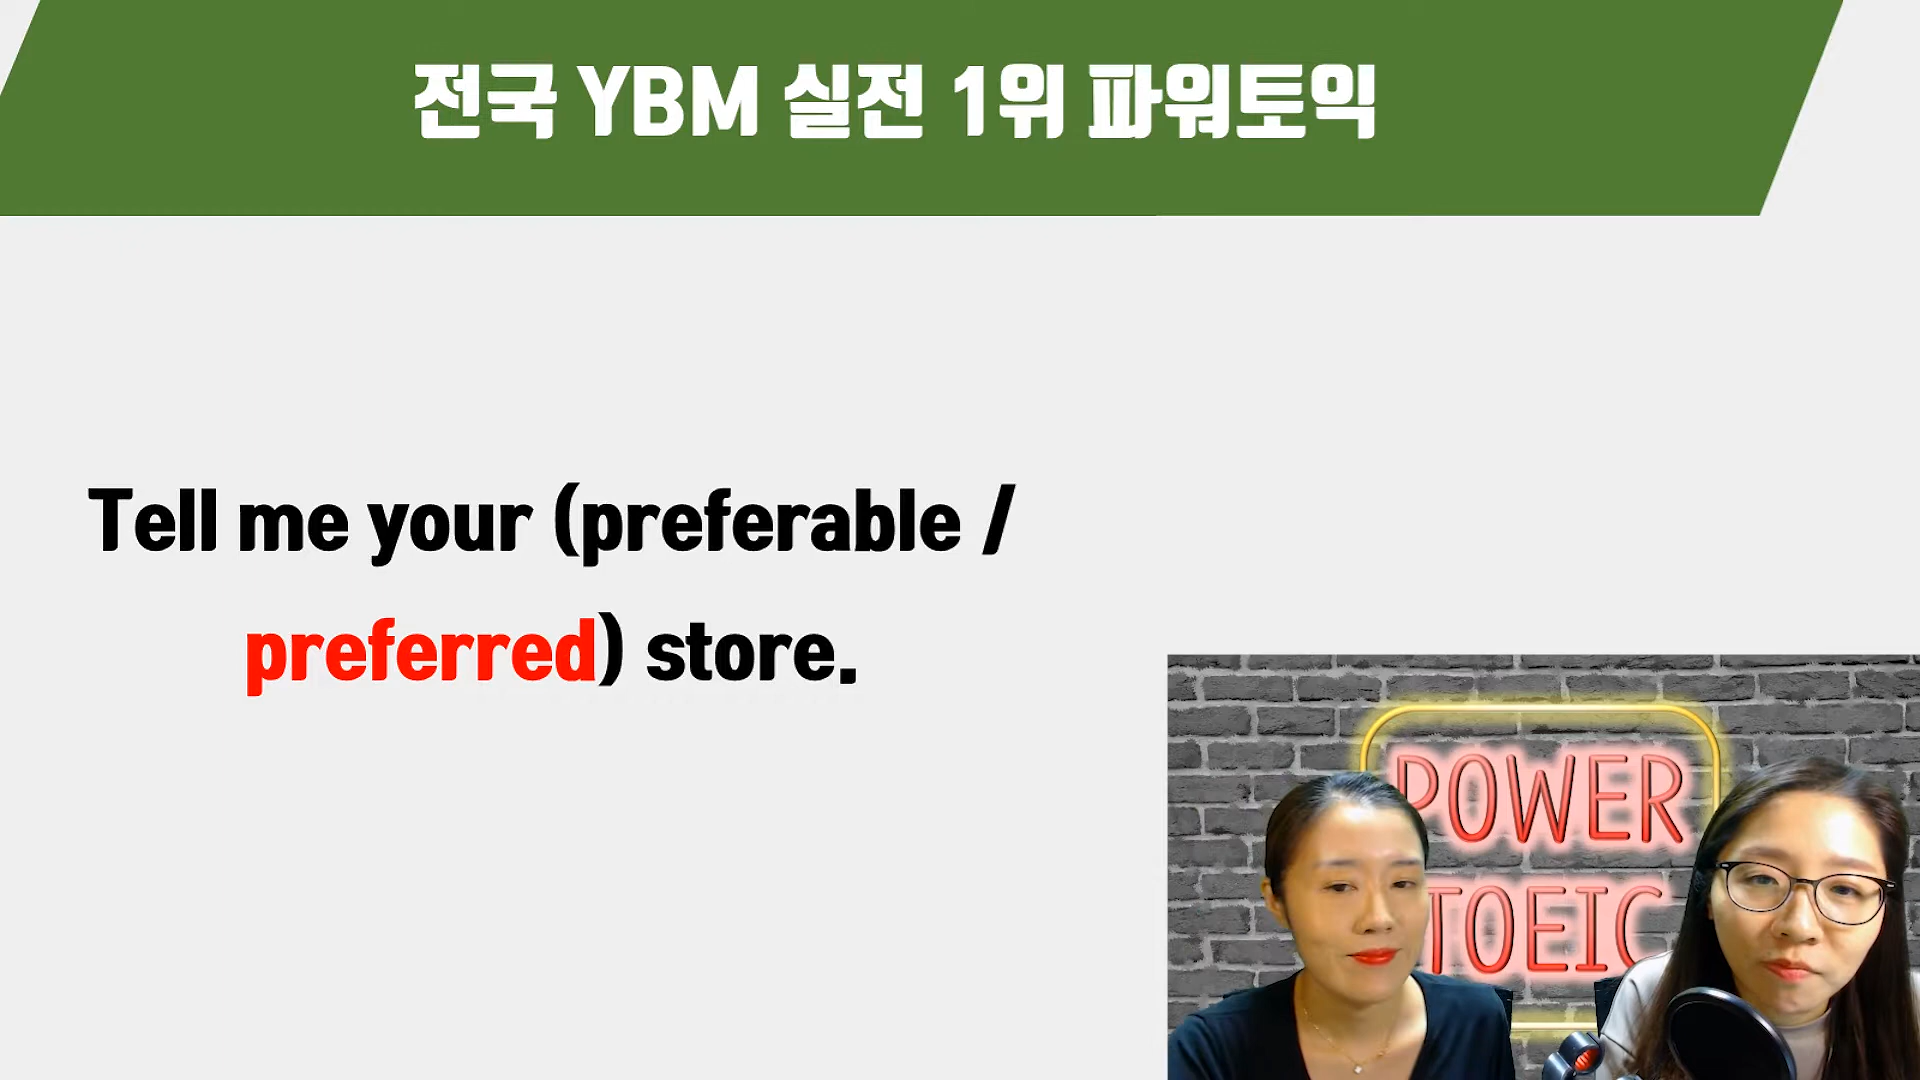 전국 YBM 실전 1위 파워토익
Tell me your (preferable /
preferred) store.
POWER
TOEIC